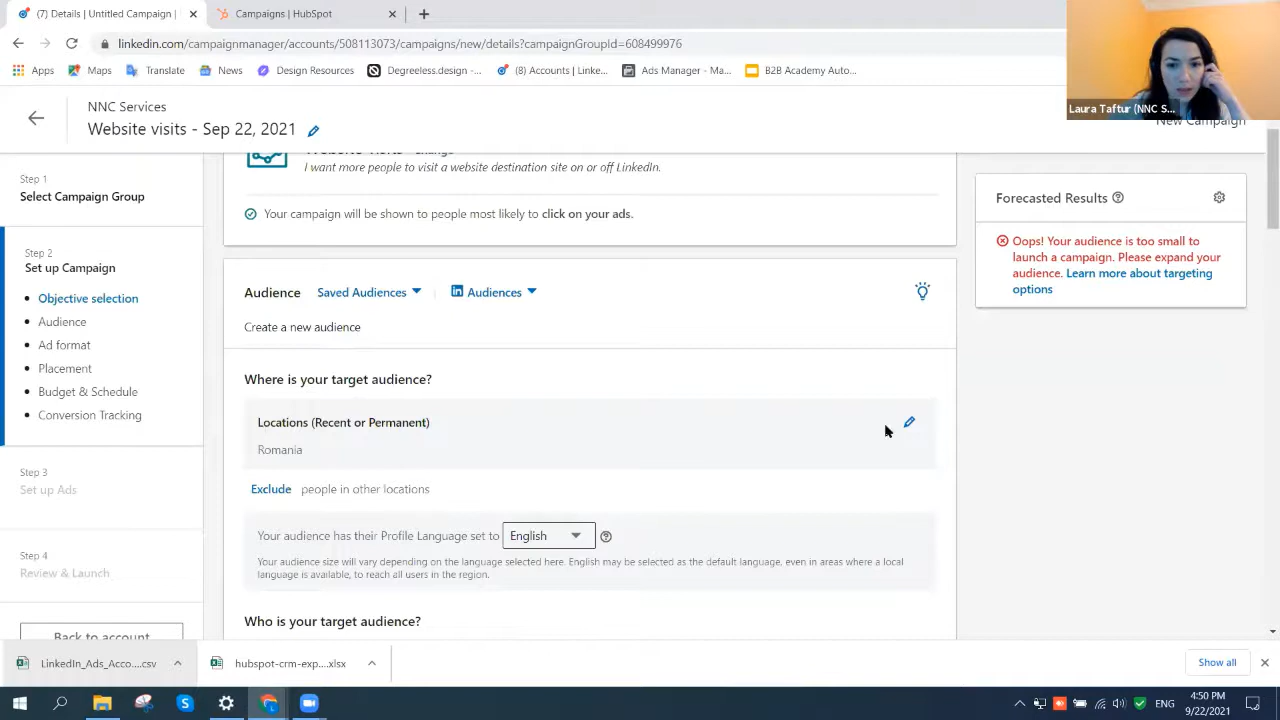 (7) Details | Untitled Campaign |
Campaigns | HubSpot
linkedin.com/campaignmanager/accounts/508113073/campaigns/new/details?campaignGroupId=608499976
Apps
Maps
Translate
News
Design Resources
Degreeless.design -...
(8) Accounts | Linke...
Ads Manager - Ma...
B2B Academy Auto...
Laura Taftur (NNC S...
NNC Services
Website visits - Sep 22, 2021
New Campaign
Step 1
Select Campaign Group
Step 2
Set up Campaign
Objective selection
Audience
Ad format
Placement
Budget & Schedule
Conversion Tracking
Step 3
Set up Ads
Step 4
Review & Launch
Back to account
I want more people to visit a website destination site on or off LinkedIn.
Your campaign will be shown to people most likely to click on your ads.
Audience
Saved Audiences
Audiences
Create a new audience
Where is your target audience?
Locations (Recent or Permanent)
Romania
Exclude people in other locations
Your audience has their Profile Language set to English
Your audience size will vary depending on the language selected here. English may be selected as the default language, even in areas where a local
language is available, to reach all users in the region.
Who is your target audience?
Forecasted Results
Oops! Your audience is too small to
launch a campaign. Please expand your
audience. Learn more about targeting
options
LinkedIn_Ads_Acco....csv
hubspot-crm-exp....xlsx
Show all
ENG
4:50 PM
9/22/2021